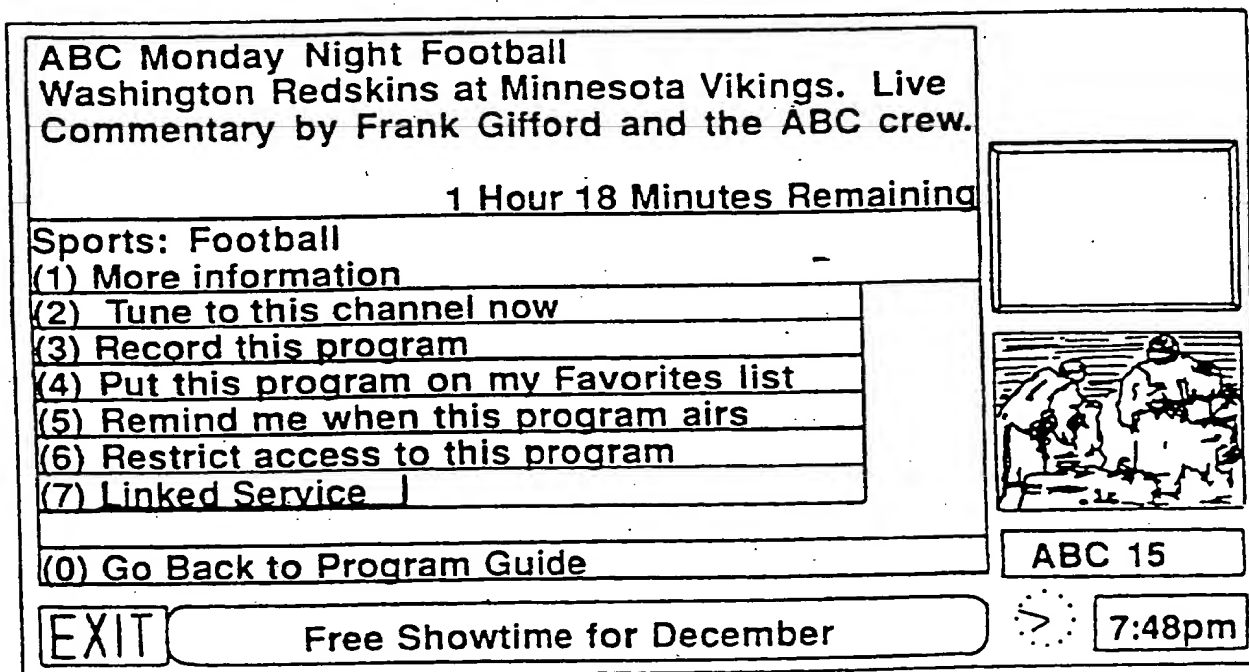 ABC Monday Night Football
Washington Redskins at Minnesota Vikings. Live
Commentary by Frank Gifford and the ABC crew.
1 Hour 18 Minutes Remaining
Sports: Football
(1) More information
(2) Tune to this channel now
(3) Record this program
(4) Put this program on my Favorites list
(5) Remind me when this program airs
(6) Restrict access to this program
(7) Linked Service
(0) Go Back to Program Guide
ABC 15
EXIT
Free Showtime for December
7:48pm